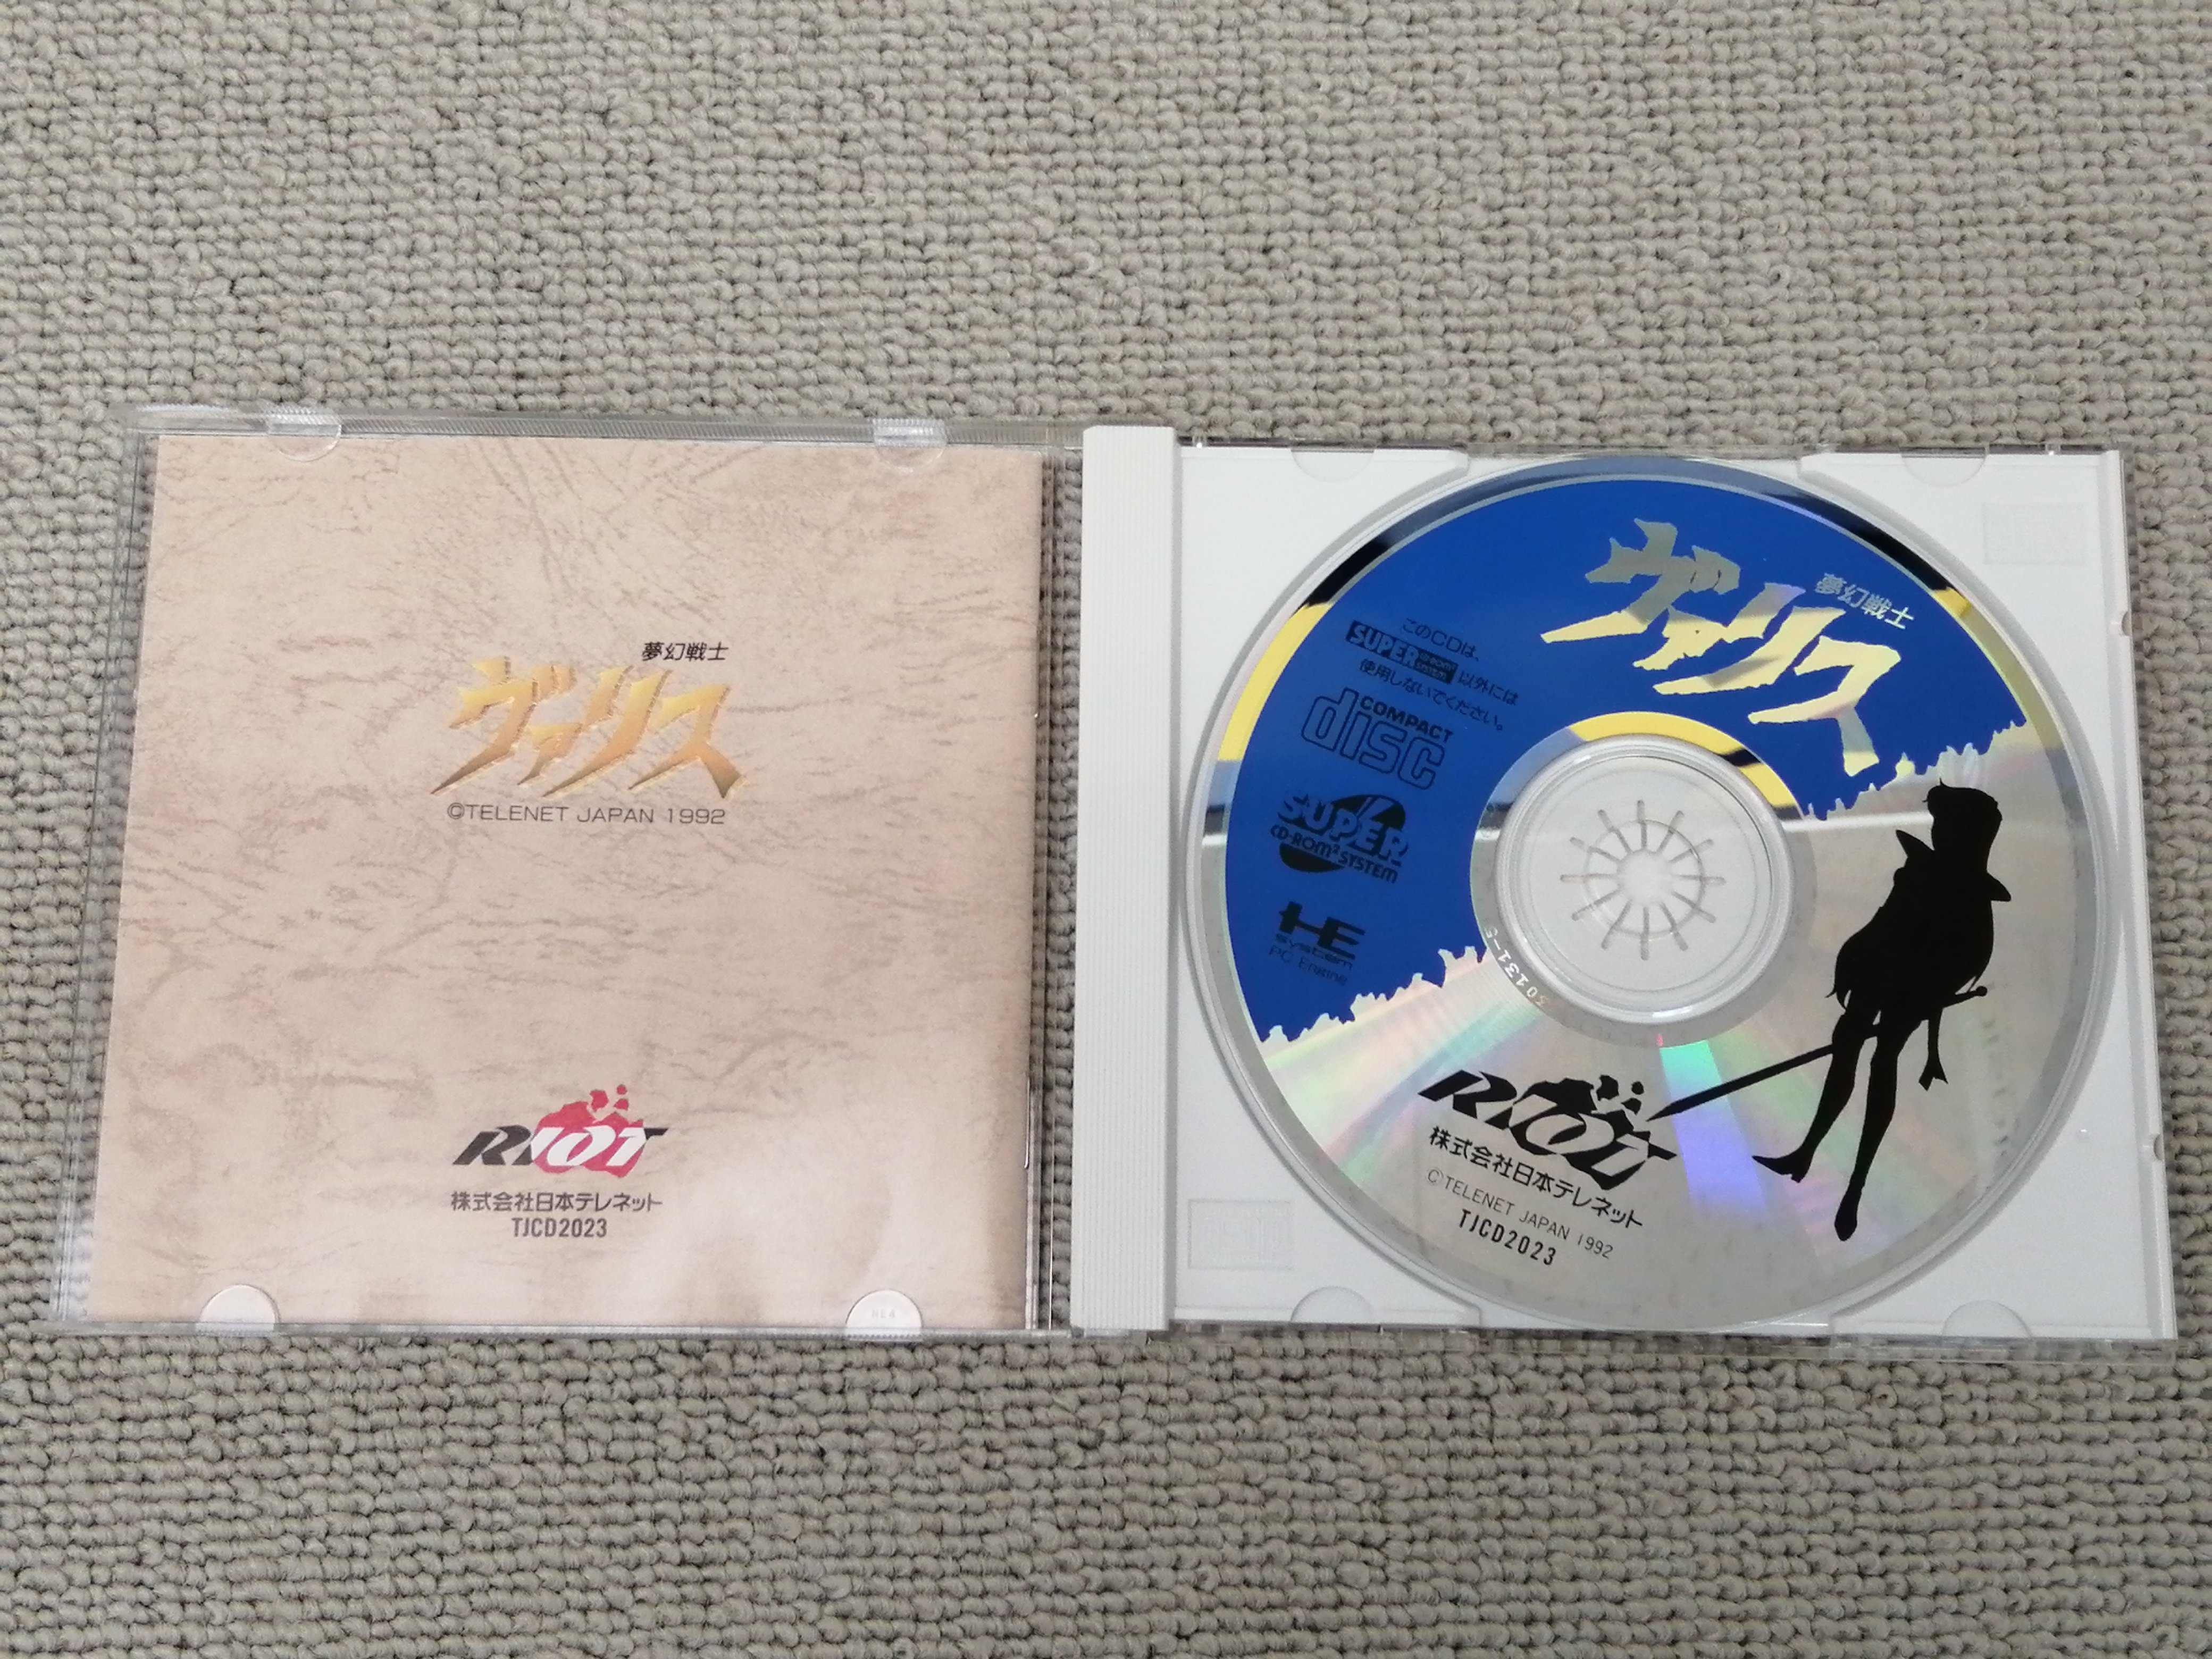 夢幻戦士
ヴァリス
©TELENET JAPAN 1992
RIOT
株式会社日本テレネット
TJCD2023
夢幻戦士
ヴァリス
このCDは、
SUPER CD-ROM² SYSTEM 以外には
使用しないでください。
COMPACT
disc
SUPER
CD-ROM² SYSTEM
HE
system
PC Engine
RIOT
株式会社日本テレネット
©TELENET JAPAN 1992
TJCD2023